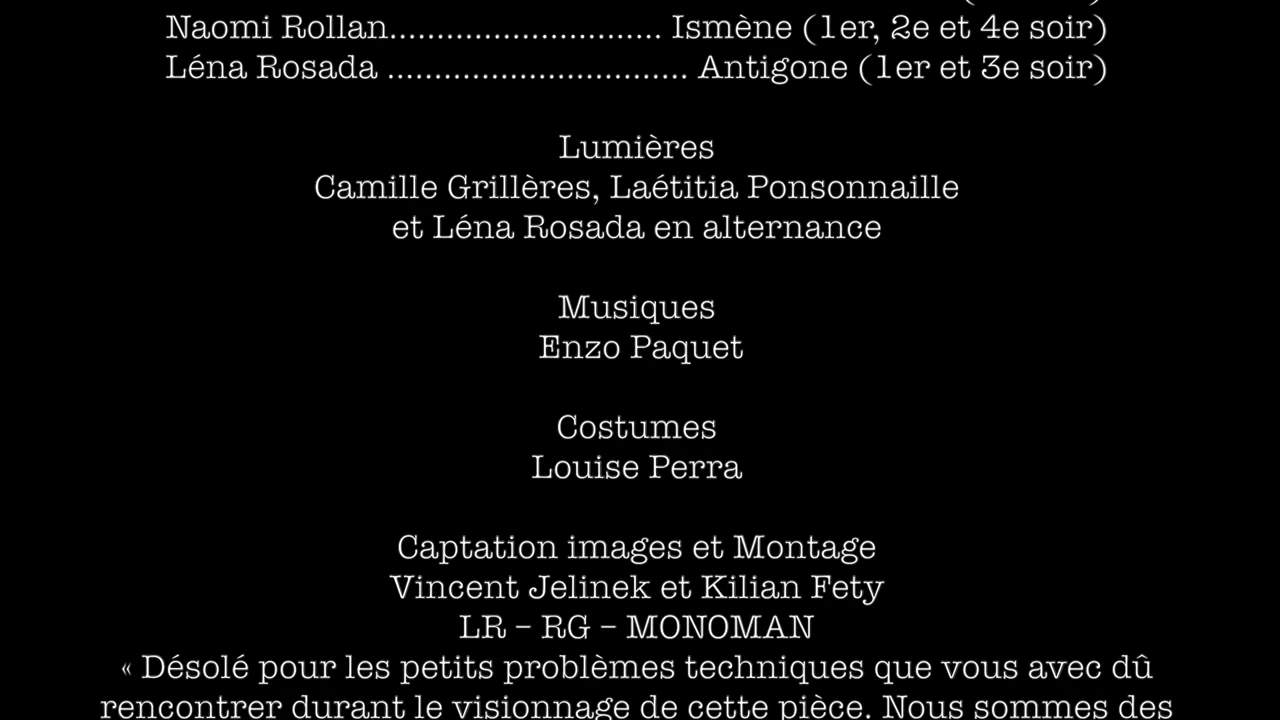 Naomi Rollan............................ Ismène (1er, 2e et 4e soir)
Léna Rosada ............................... Antigone (1er et 3e soir)
Lumières
Camille Grillères, Laétitia Ponsonnaille
et Léna Rosada en alternance
Musiques
Enzo Paquet
Costumes
Louise Perra
Captation images et Montage
Vincent Jelinek et Kilian Fety
LR – RG – MONOMAN
« Désolé pour les petits problèmes techniques que vous avec dû
rencontrer durant le visionnage de cette pièce. Nous sommes des